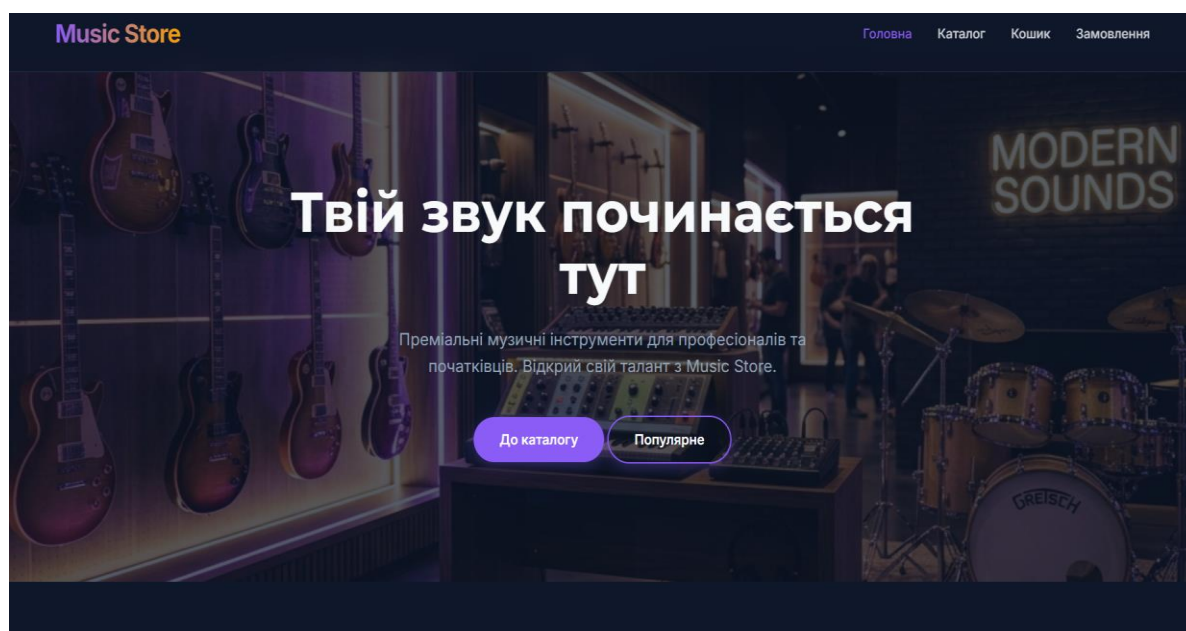 Music Store
Головна Каталог Кошик Замовлення
MODERN
SOUNDS
Твій звук починається
тут
Преміальні музичні інструменти для професіоналів та
початківців. Відкрий свій талант з Music Store.
До каталогу Популярне
GRETSCH